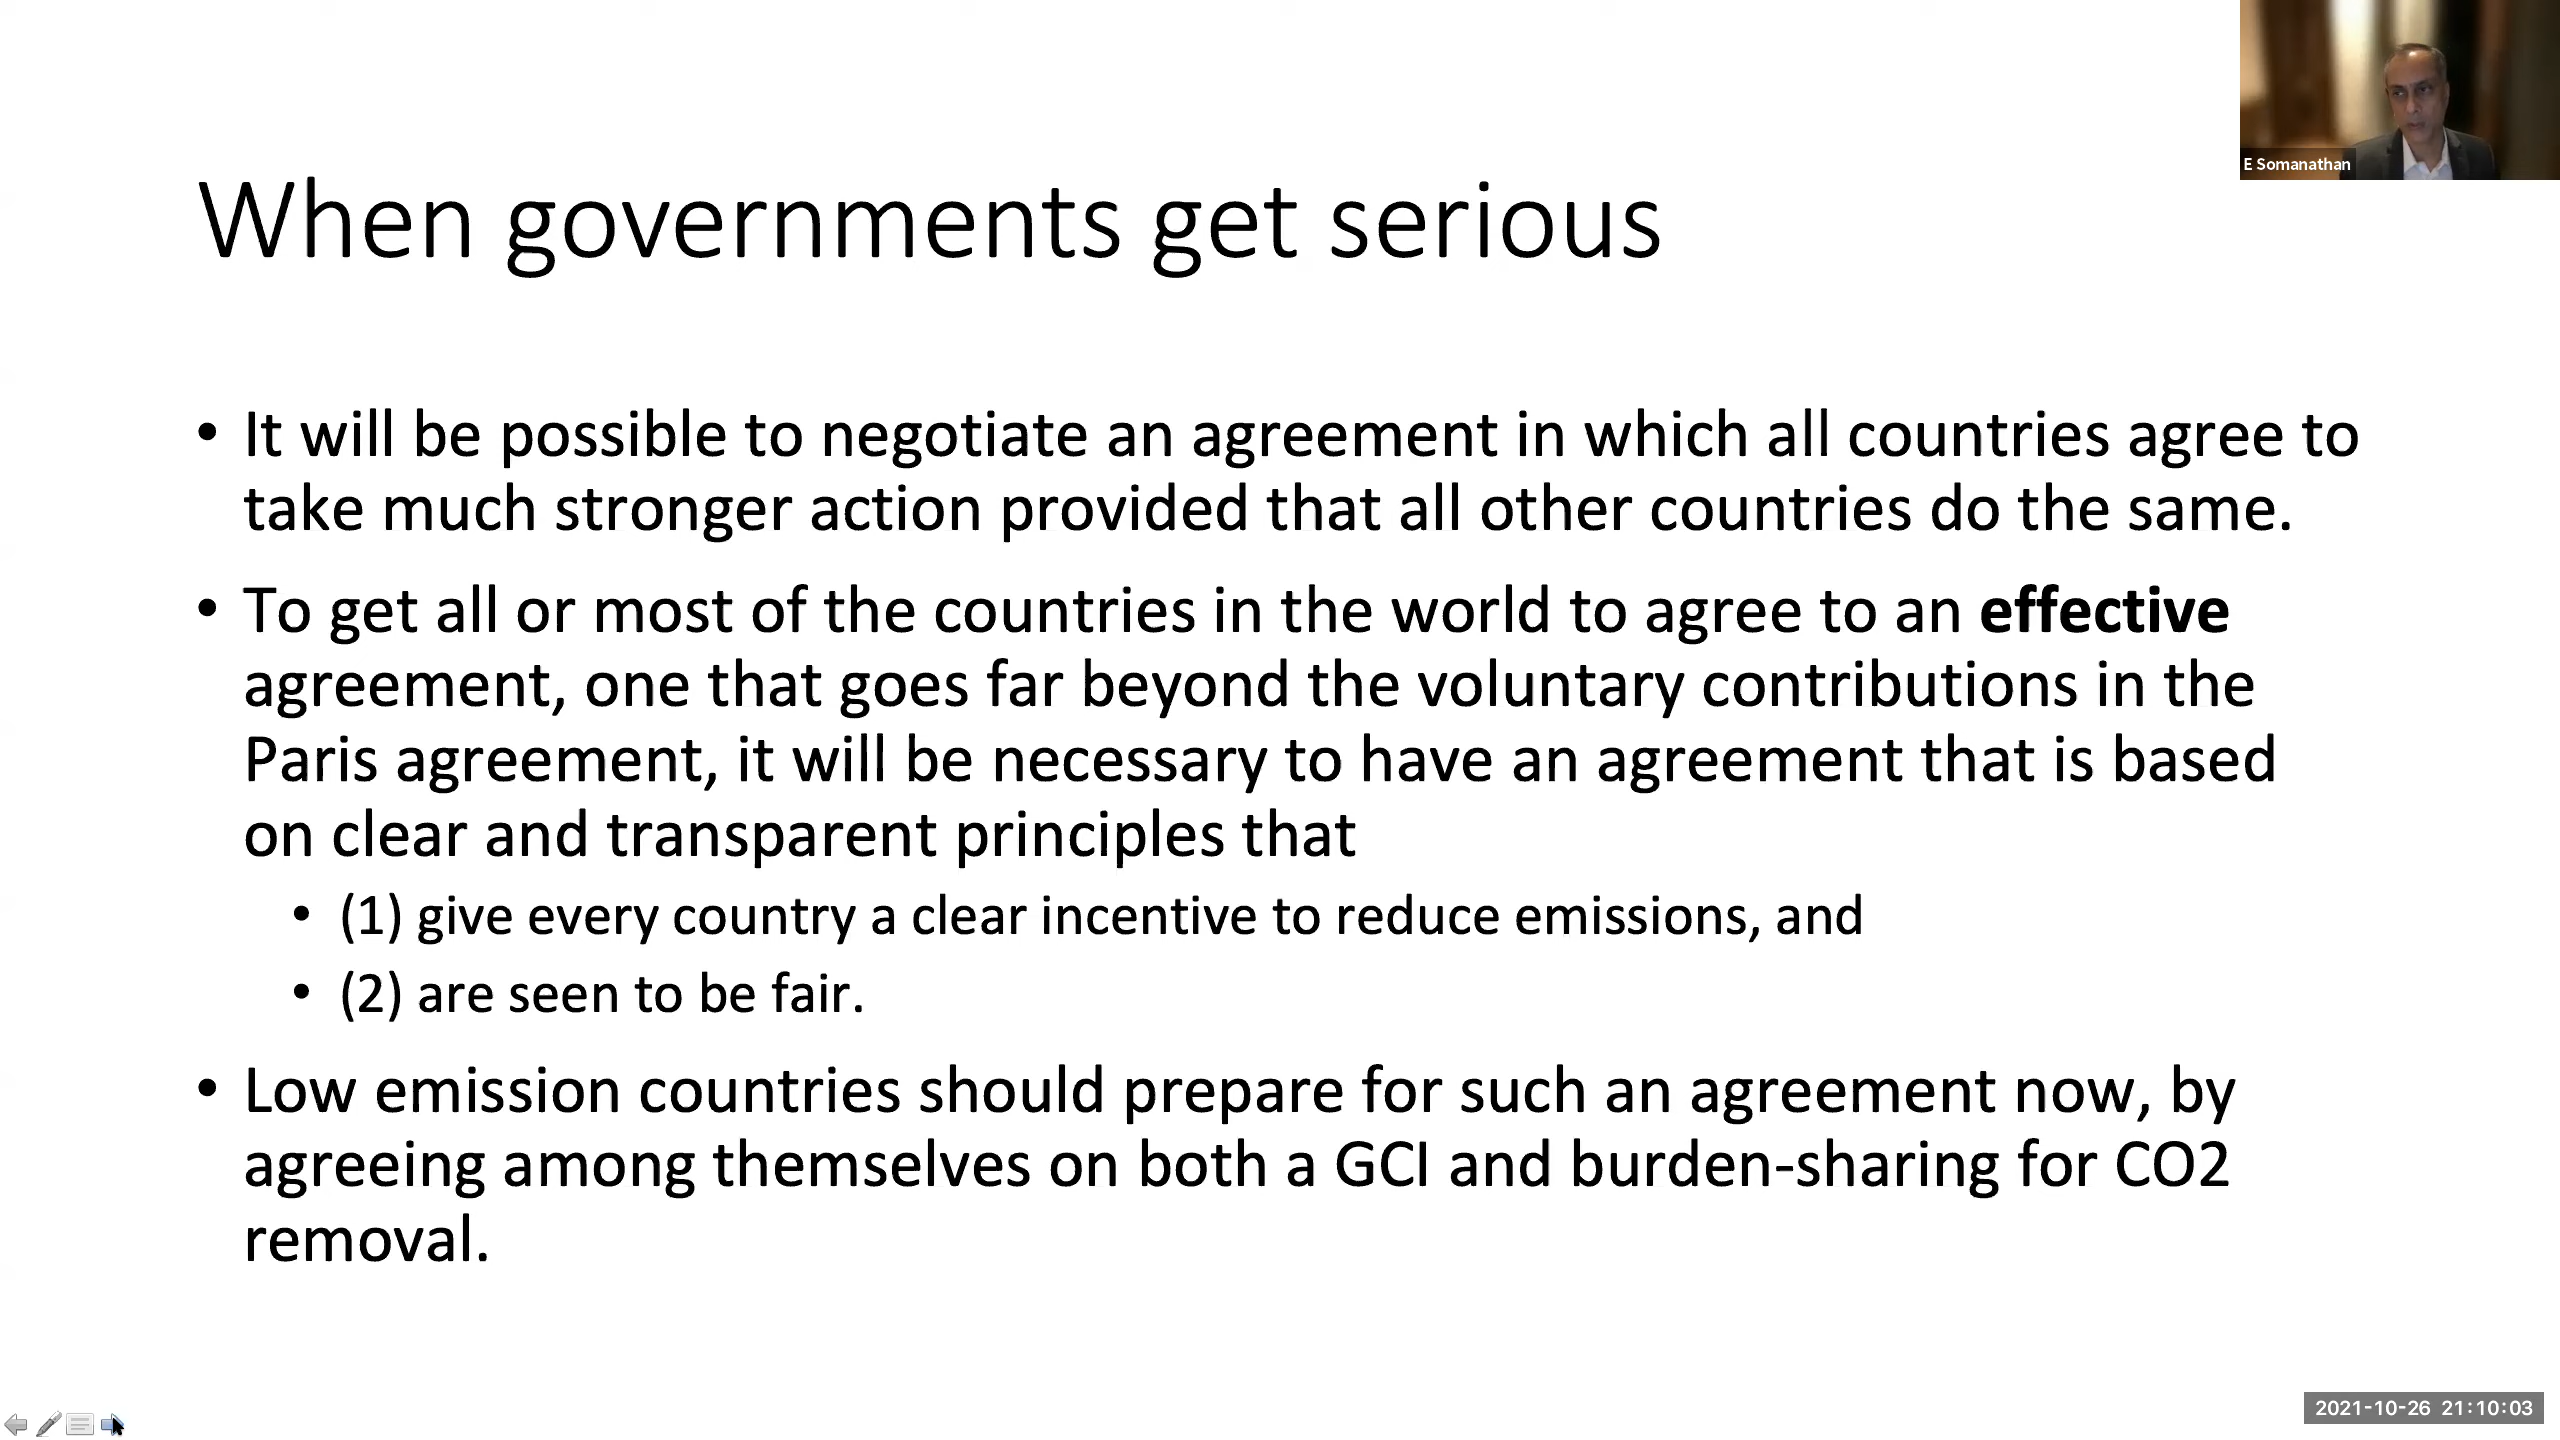 E Somanathan
When governments get serious
• It will be possible to negotiate an agreement in which all countries agree to
take much stronger action provided that all other countries do the same.
• To get all or most of the countries in the world to agree to an effective
agreement, one that goes far beyond the voluntary contributions in the
Paris agreement, it will be necessary to have an agreement that is based
on clear and transparent principles that
• (1) give every country a clear incentive to reduce emissions, and
• (2) are seen to be fair.
• Low emission countries should prepare for such an agreement now, by
agreeing among themselves on both a GCI and burden-sharing for CO2
removal.
2021-10-26 21:10:03